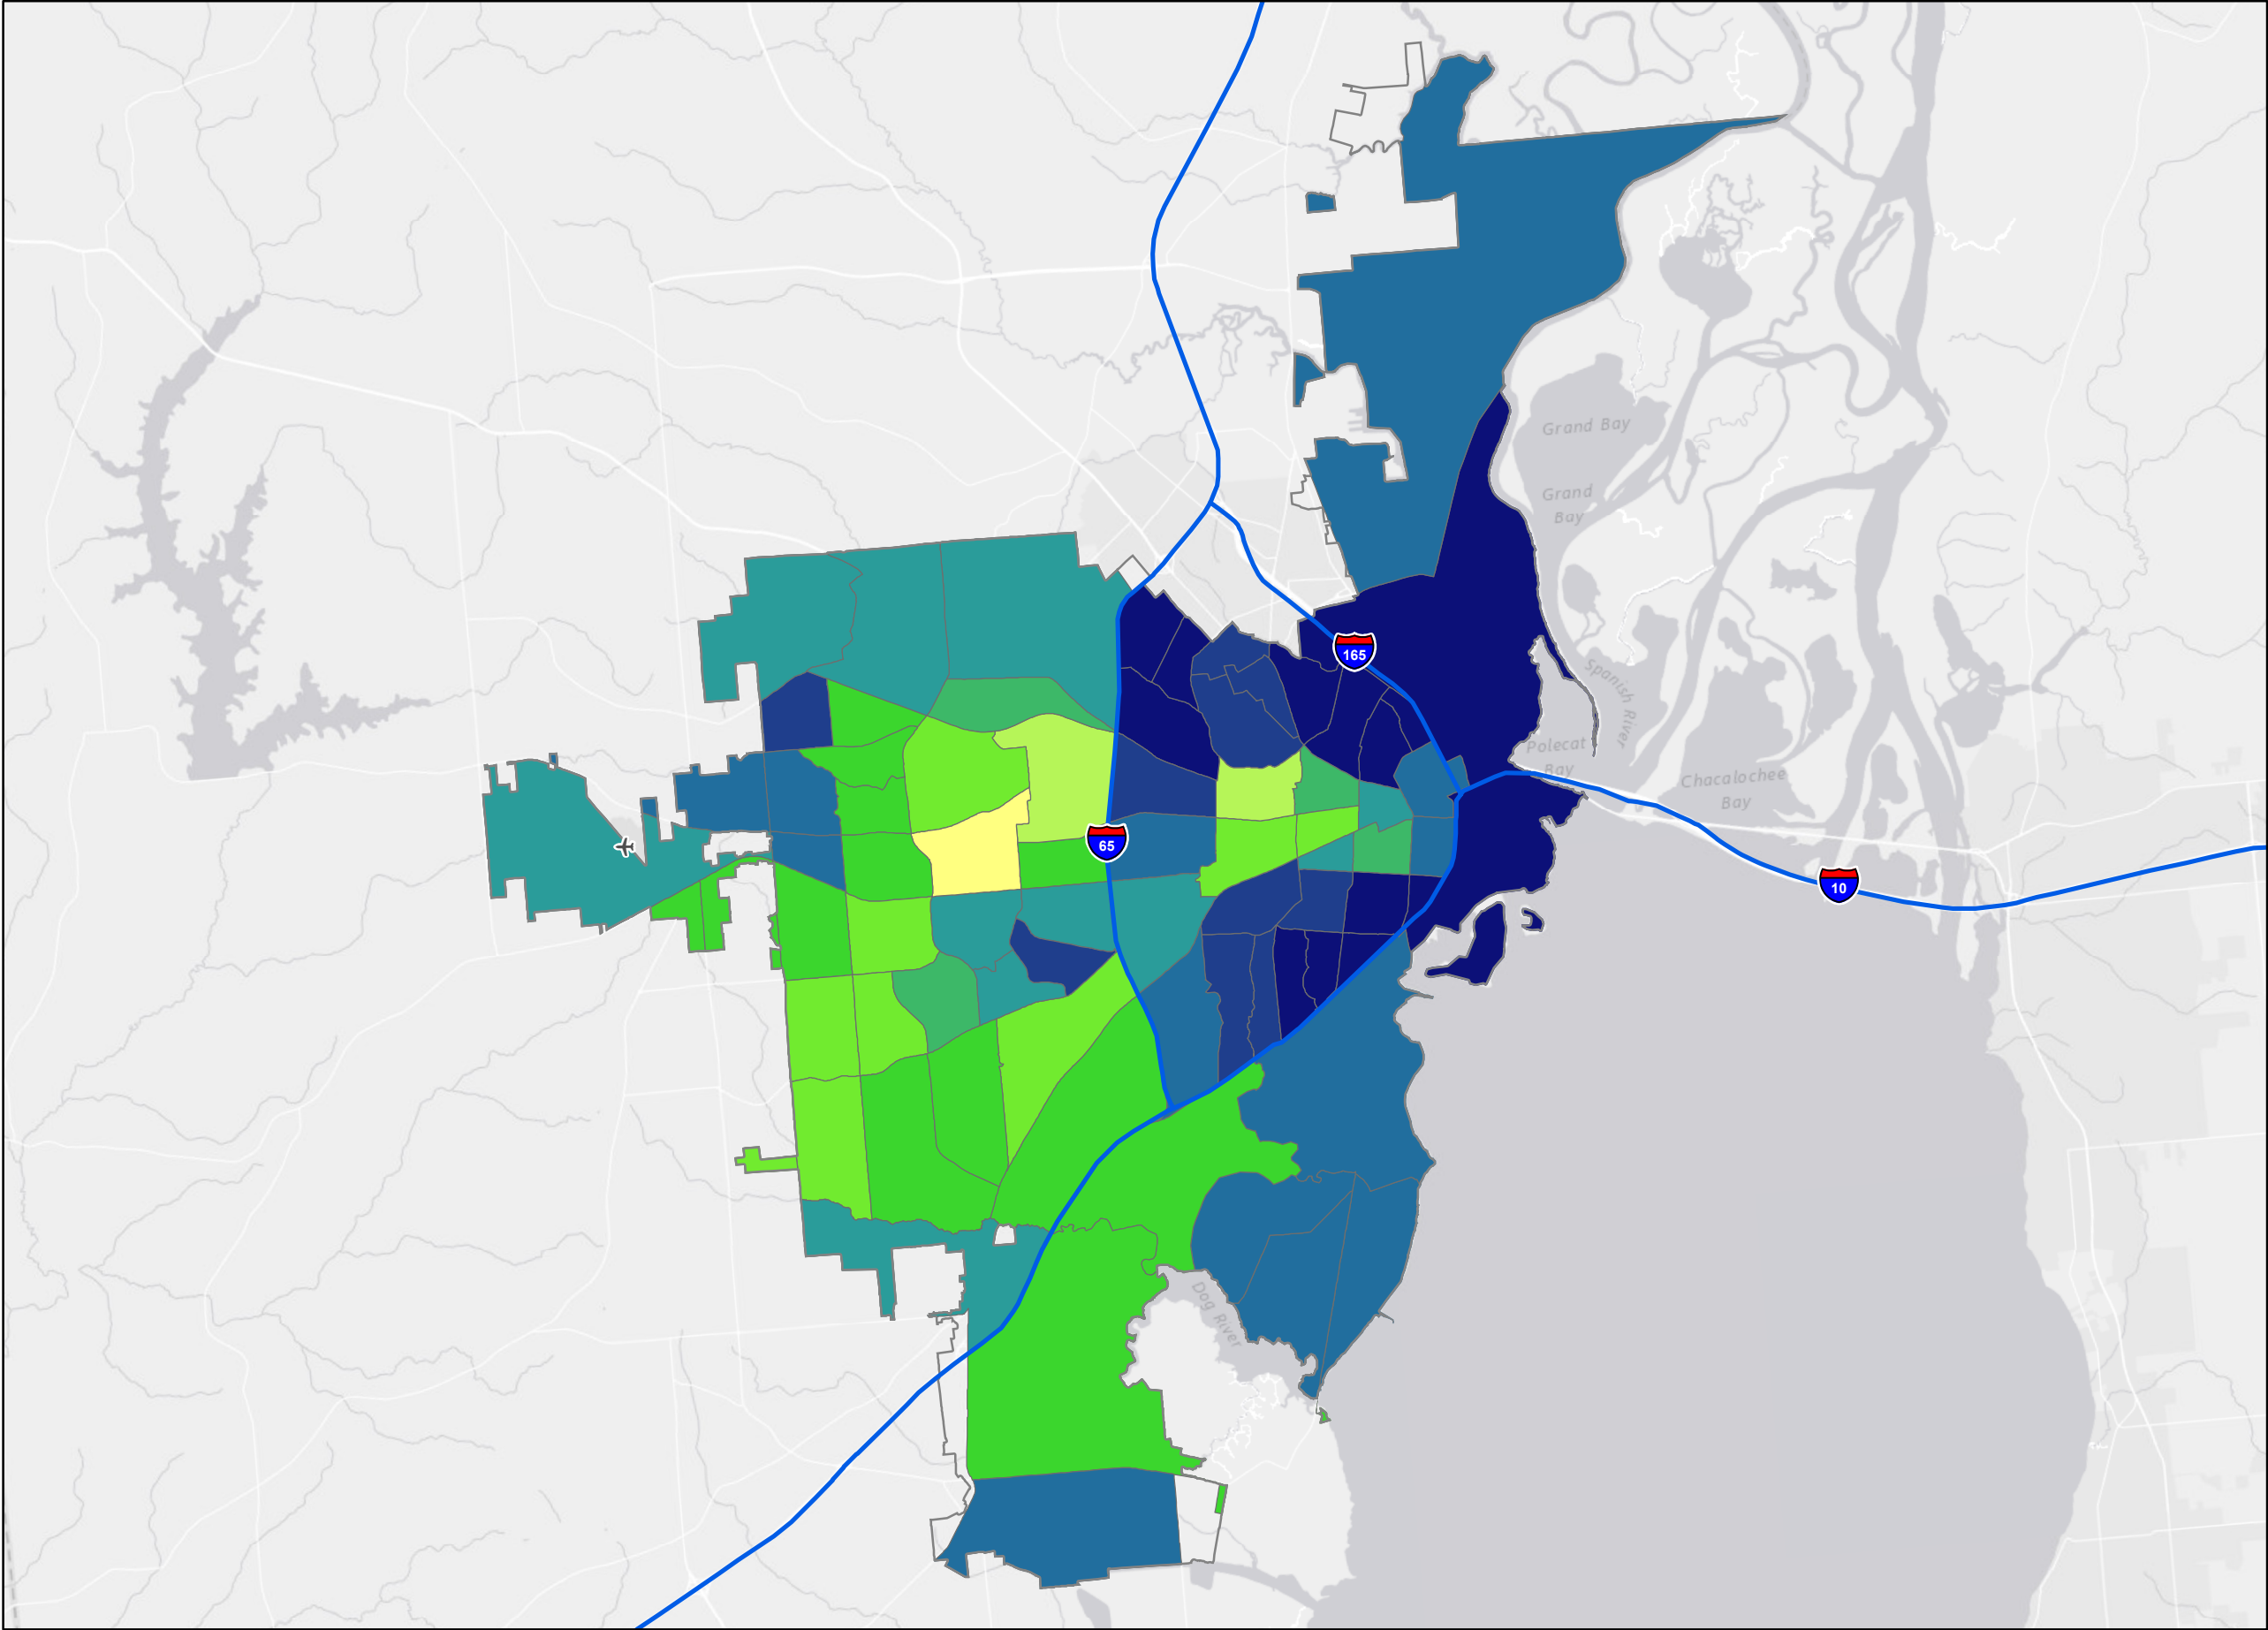 Grand Bay
Grand
Bay
165
Spanish River
Polecat
Bay
Chacalochee
Bay
65
10
Dog River